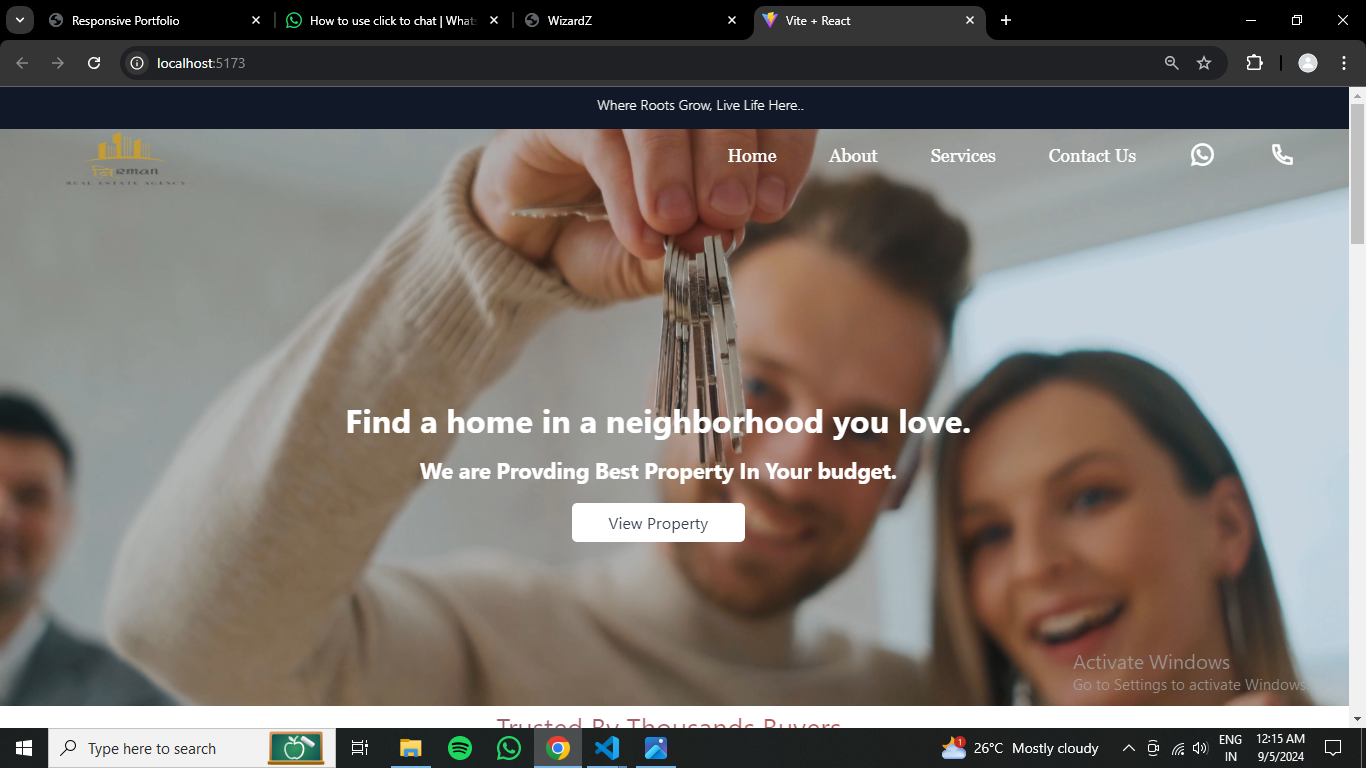 Responsive Portfolio
How to use click to chat | Whats
WizardZ
Vite + React
localhost:5173
Where Roots Grow, Live Life Here..
निरमान
REAL ESTATE AGENCY
Home About Services Contact Us
Find a home in a neighborhood you love.
We are Provding Best Property In Your budget.
View Property
Activate Windows
Go to Settings to activate Windows.
Trusted By Thousands Buyers
Type here to search
1
26°C Mostly cloudy
ENG
IN
12:15 AM
9/5/2024